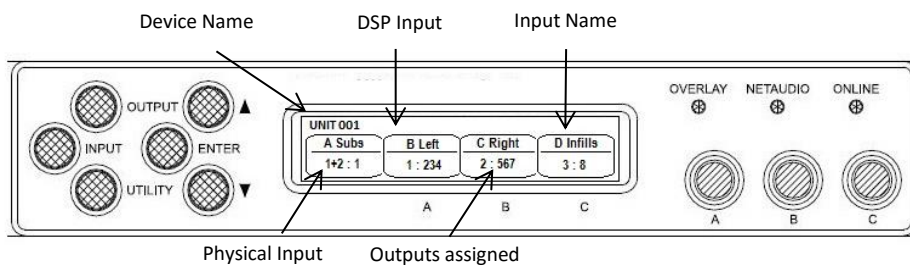 Device Name
DSP Input
Input Name
OUTPUT
INPUT
ENTER
UTILITY
UNIT 001
A Subs
B Left
C Right
D Infills
1+2 : 1
1 : 234
2 : 567
3 : 8
A
B
C
OVERLAY
NETAUDIO
ONLINE
A
B
C
Physical Input
Outputs assigned